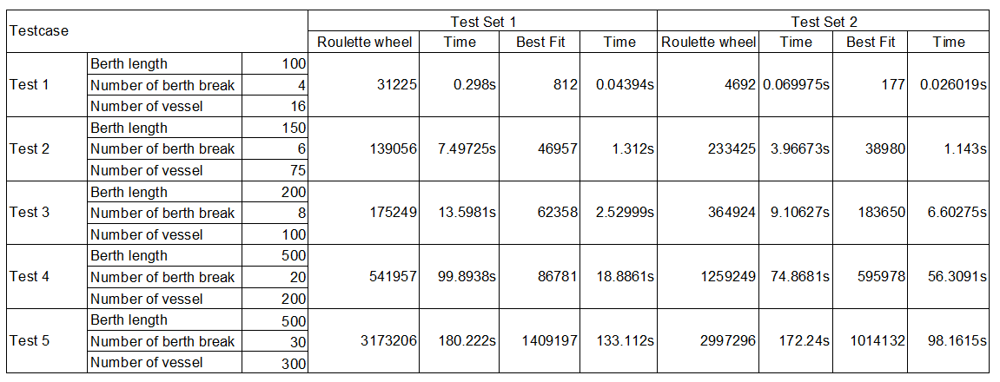 Testcase Test Set 1 Test Set 2
Roulette wheel Time Best Fit Time Roulette wheel Time Best Fit Time
Test 1 Berth length 100
Number of berth break 4 31225 0.298s 812 0.04394s 4692 0.069975s 177 0.026019s
Number of vessel 16
Test 2 Berth length 150
Number of berth break 6 139056 7.49725s 46957 1.312s 233425 3.96673s 38980 1.143s
Number of vessel 75
Test 3 Berth length 200
Number of berth break 8 175249 13.5981s 62358 2.52999s 364924 9.10627s 183650 6.60275s
Number of vessel 100
Test 4 Berth length 500
Number of berth break 20 541957 99.8938s 86781 18.8861s 1259249 74.8681s 595978 56.3091s
Number of vessel 200
Test 5 Berth length 500
Number of berth break 30 3173206 180.222s 1409197 133.112s 2997296 172.24s 1014132 98.1615s
Number of vessel 300